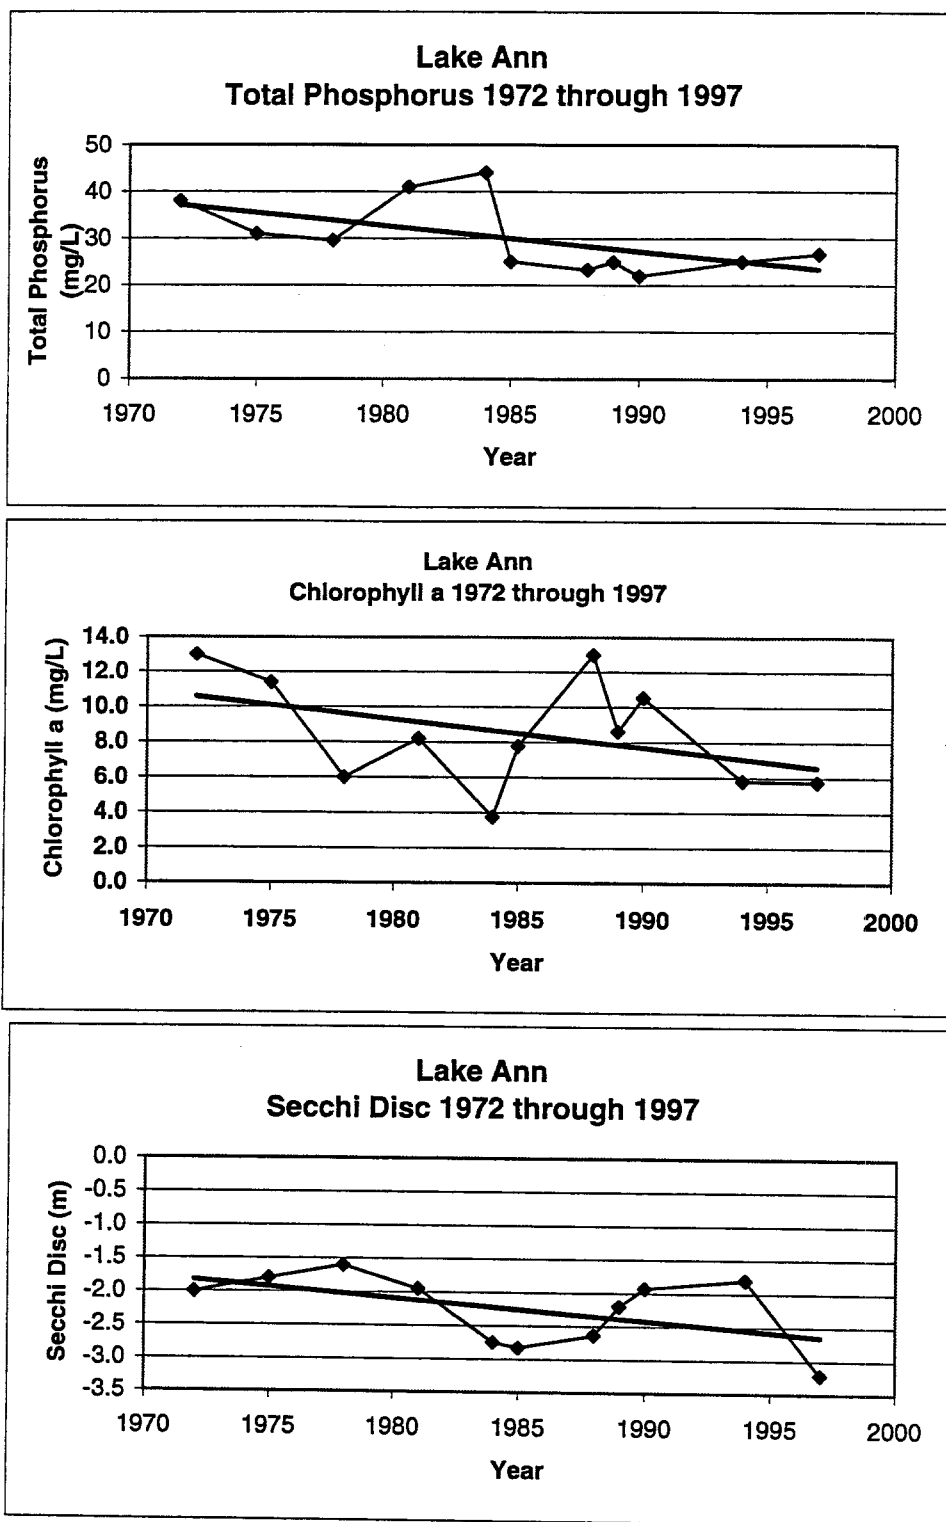 Lake Ann
Total Phosphorus 1972 through 1997
Total Phosphorus
(mg/L)
50
40
30
20
10
0
1970 1975 1980 1985 1990 1995 2000
Year
Lake Ann
Chlorophyll a 1972 through 1997
Chlorophyll a (mg/L)
14.0
12.0
10.0
8.0
6.0
4.0
2.0
0.0
1970 1975 1980 1985 1990 1995 2000
Year
Lake Ann
Secchi Disc 1972 through 1997
Secchi Disc (m)
0.0
-0.5
-1.0
-1.5
-2.0
-2.5
-3.0
-3.5
1970 1975 1980 1985 1990 1995 2000
Year